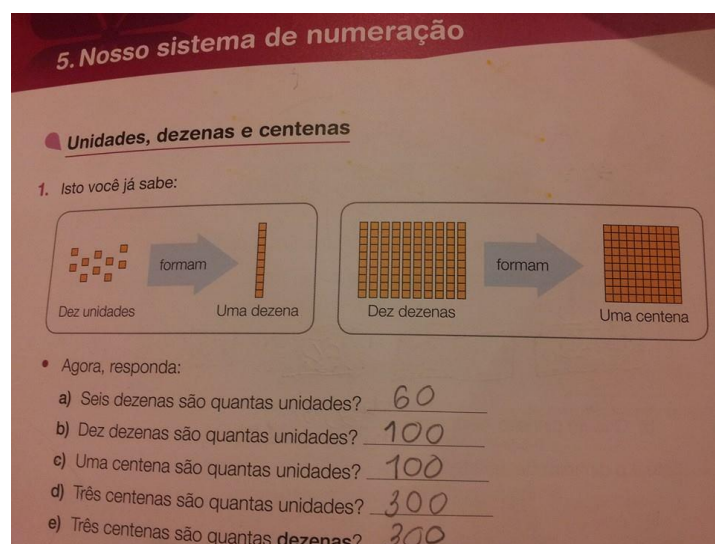 5. Nosso sistema de numeração
Unidades, dezenas e centenas
1. Isto você já sabe:
formam
formam
Dez unidades
Uma dezena
Dez dezenas
Uma centena
• Agora, responda:
a) Seis dezenas são quantas unidades? 60
b) Dez dezenas são quantas unidades? 100
c) Uma centena são quantas unidades? 100
d) Três centenas são quantas unidades? 300
e) Três centenas são quantas dezenas? 300